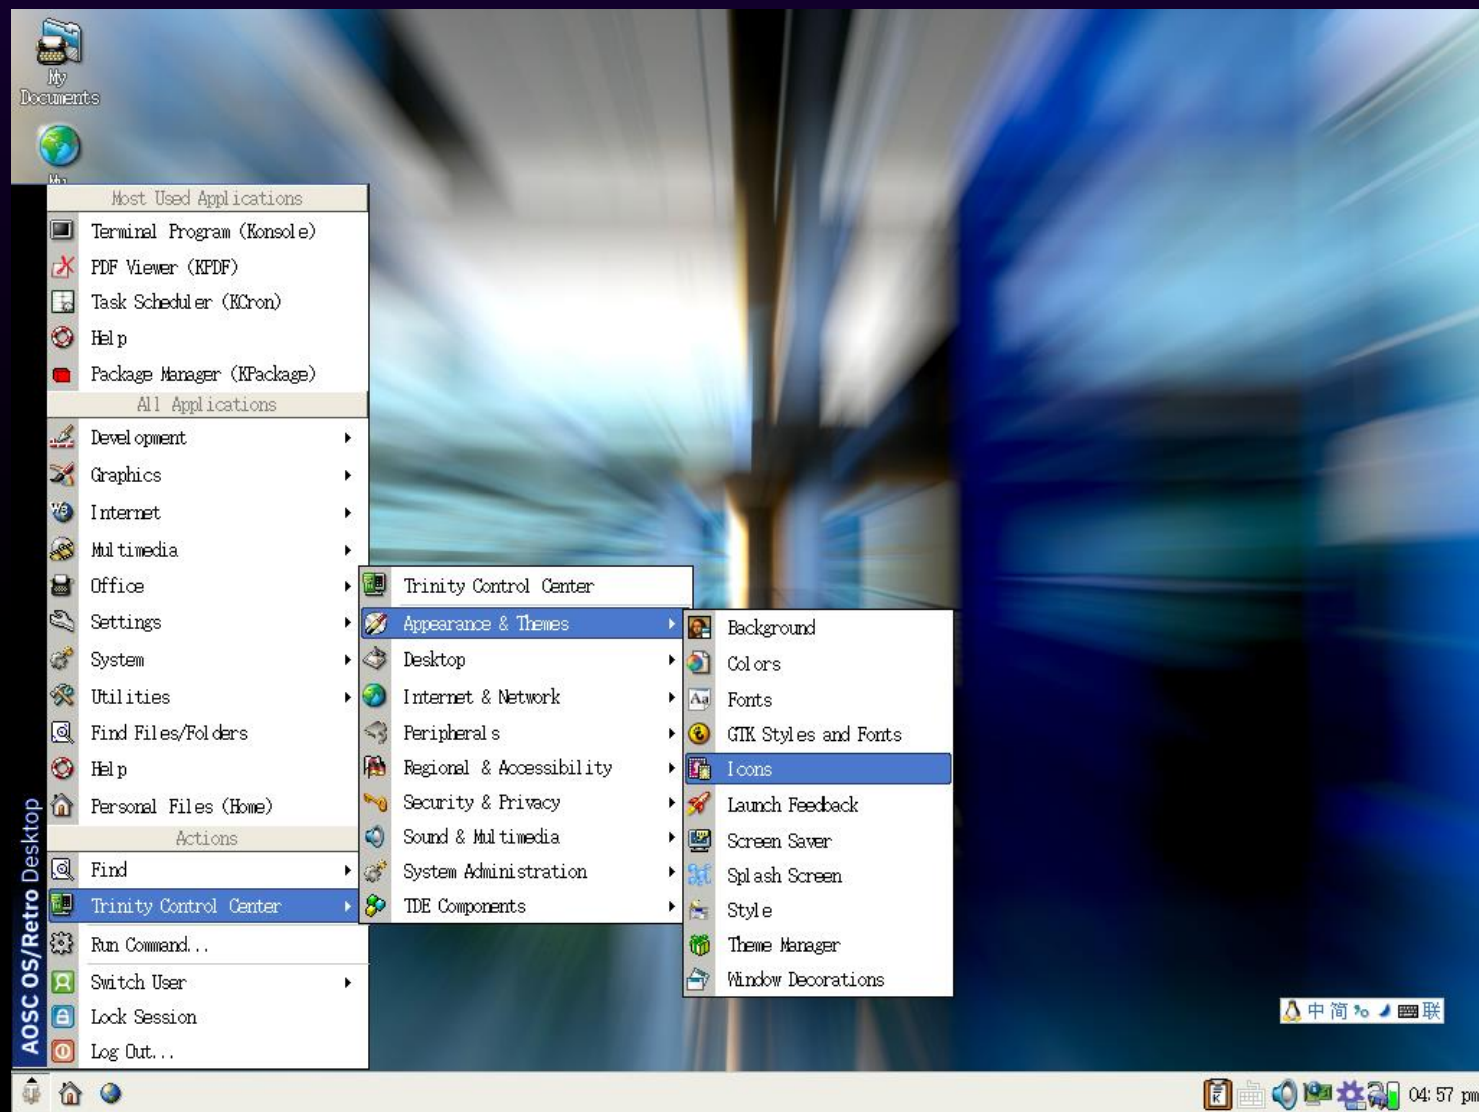 My
Documents
My
Most Used Applications
Terminal Program (Konsole)
PDF Viewer (KPDF)
Task Scheduler (KCron)
Help
Package Manager (KPackage)
All Applications
Development
Graphics
Internet
Multimedia
Office
Settings
System
Utilities
Find Files/Folders
Help
Personal Files (Home)
Actions
Find
Trinity Control Center
Run Command...
Switch User
Lock Session
Log Out...
AOSC OS/Retro Desktop
Trinity Control Center
Appearance & Themes
Desktop
Internet & Network
Peripherals
Regional & Accessibility
Security & Privacy
Sound & Multimedia
System Administration
TDE Components
Background
Colors
Fonts
GTK Styles and Fonts
Icons
Launch Feedback
Screen Saver
Splash Screen
Style
Theme Manager
Window Decorations
中 简 联
04:57 pm